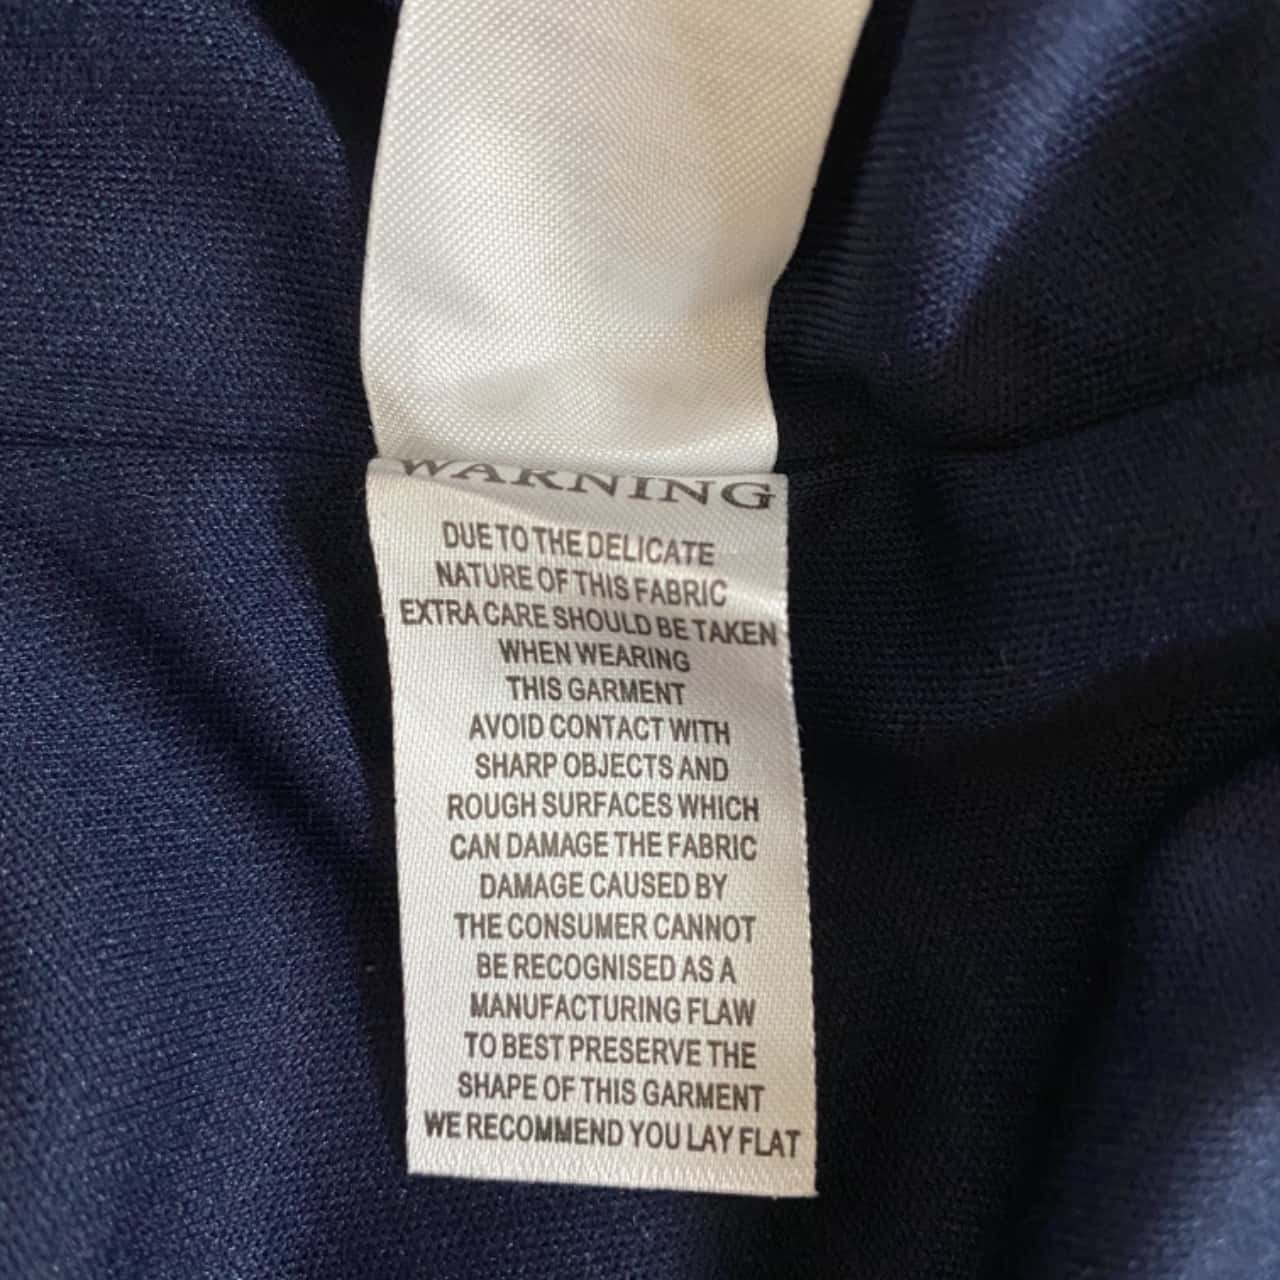 WARNING
DUE TO THE DELICATE
NATURE OF THIS FABRIC
EXTRA CARE SHOULD BE TAKEN
WHEN WEARING
THIS GARMENT
AVOID CONTACT WITH
SHARP OBJECTS AND
ROUGH SURFACES WHICH
CAN DAMAGE THE FABRIC
DAMAGE CAUSED BY
THE CONSUMER CANNOT
BE RECOGNISED AS A
MANUFACTURING FLAW
TO BEST PRESERVE THE
SHAPE OF THIS GARMENT
WE RECOMMEND YOU LAY FLAT